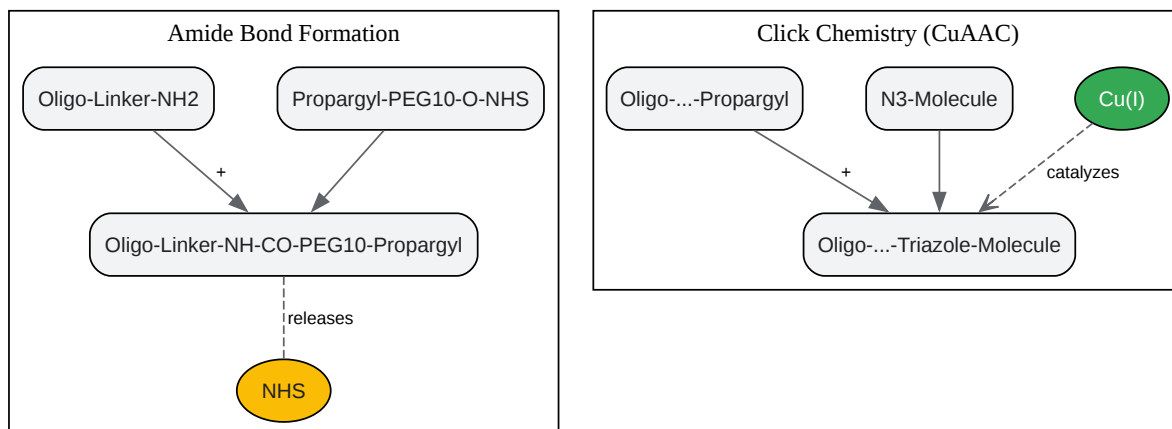 Amide Bond Formation
Oligo-Linker-NH2
Propargyl-PEG10-O-NHS
+
Oligo-Linker-NH-CO-PEG10-Propargyl
releases
NHS
Click Chemistry (CuAAC)
Oligo-...-Propargyl
N3-Molecule
Cu(I)
+
catalyzes
Oligo-...-Triazole-Molecule